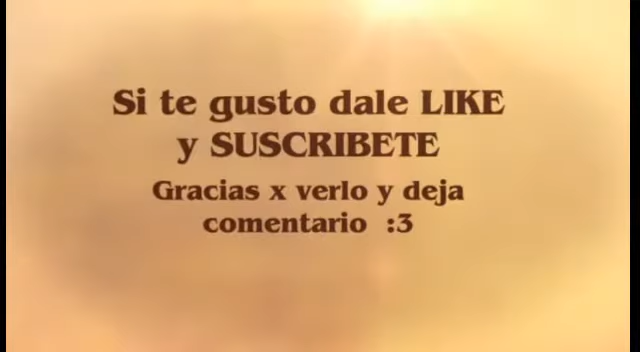 Si te gusto dale LIKE
y SUSCRIBETE
Gracias x verlo y deja
comentario :3